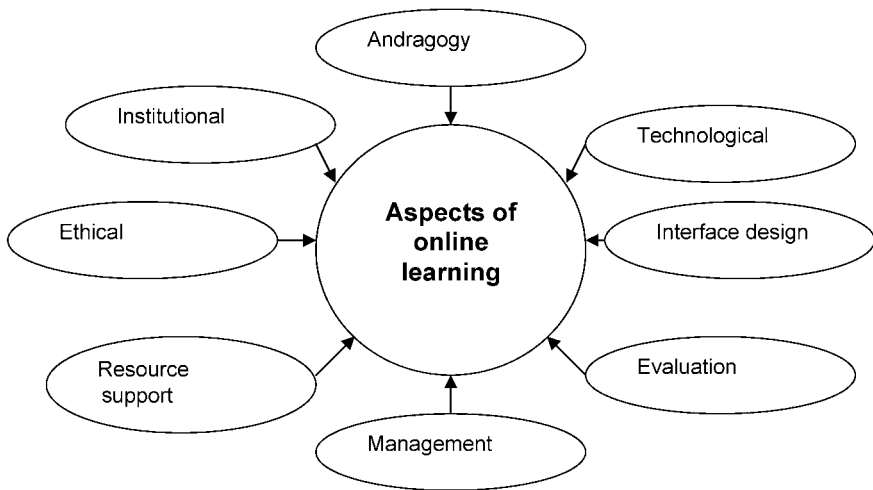 Andragogy
Institutional
Technological
Aspects of
online
learning
Ethical
Interface design
Resource
support
Evaluation
Management